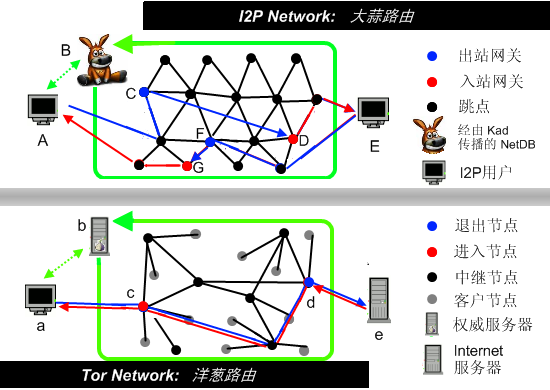 I2P Network: 大蒜路由
B
A
C
F
D
G
E
出站网关
入站网关
跳点
经由 Kad
传播的 NetDB
I2P用户
b
a
c
d
e
退出节点
进入节点
中继节点
客户节点
权威服务器
Internet
服务器
Tor Network: 洋葱路由